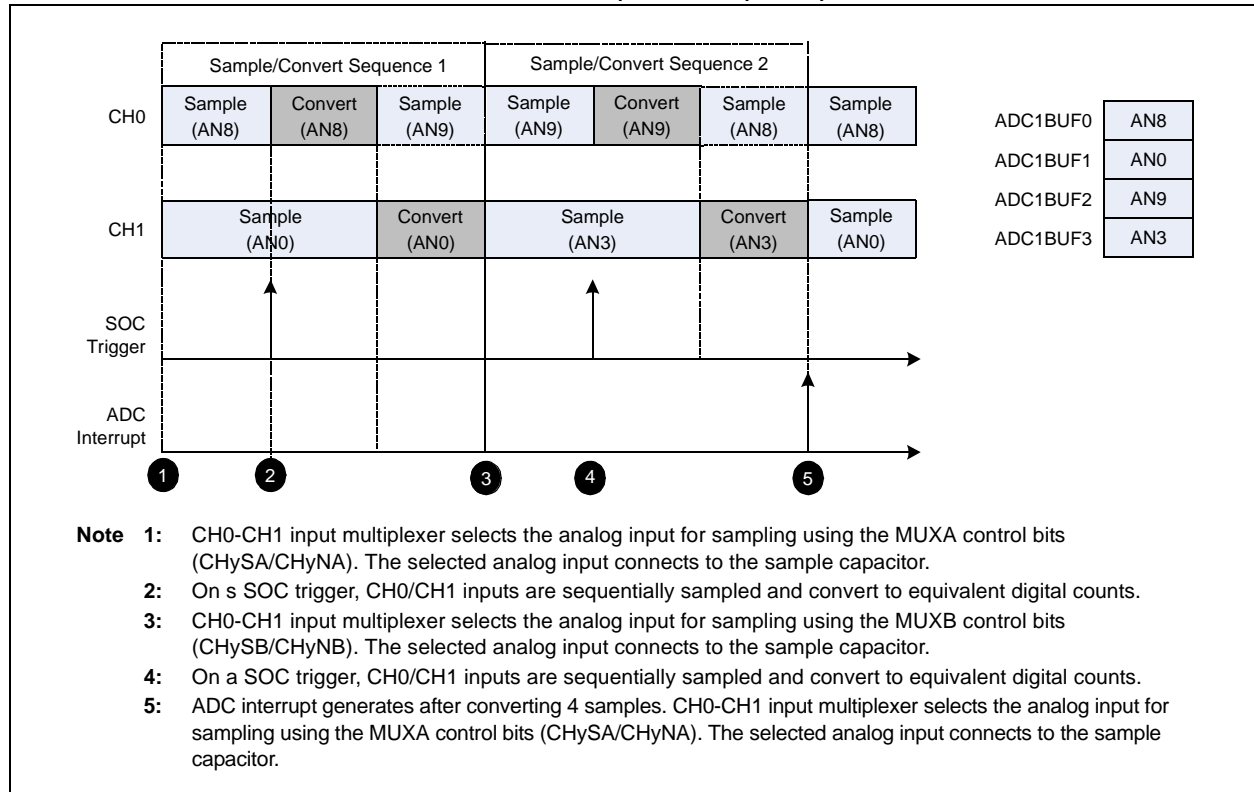 Sample/Convert Sequence 1
Sample/Convert Sequence 2
CH0
Sample
(AN8)
Convert
(AN8)
Sample
(AN9)
Sample
(AN9)
Convert
(AN9)
Sample
(AN8)
Sample
(AN8)
CH1
Sample
(AN0)
Convert
(AN0)
Sample
(AN3)
Convert
(AN3)
Sample
(AN0)
ADC1BUF0 AN8
ADC1BUF1 AN0
ADC1BUF2 AN9
ADC1BUF3 AN3
SOC
Trigger
ADC
Interrupt
1 2 3 4 5
Note 1: CH0-CH1 input multiplexer selects the analog input for sampling using the MUXA control bits
(CHySA/CHyNA). The selected analog input connects to the sample capacitor.
2: On s SOC trigger, CH0/CH1 inputs are sequentially sampled and convert to equivalent digital counts.
3: CH0-CH1 input multiplexer selects the analog input for sampling using the MUXB control bits
(CHySB/CHyNB). The selected analog input connects to the sample capacitor.
4: On a SOC trigger, CH0/CH1 inputs are sequentially sampled and convert to equivalent digital counts.
5: ADC interrupt generates after converting 4 samples. CH0-CH1 input multiplexer selects the analog input for
sampling using the MUXA control bits (CHySA/CHyNA). The selected analog input connects to the sample
capacitor.